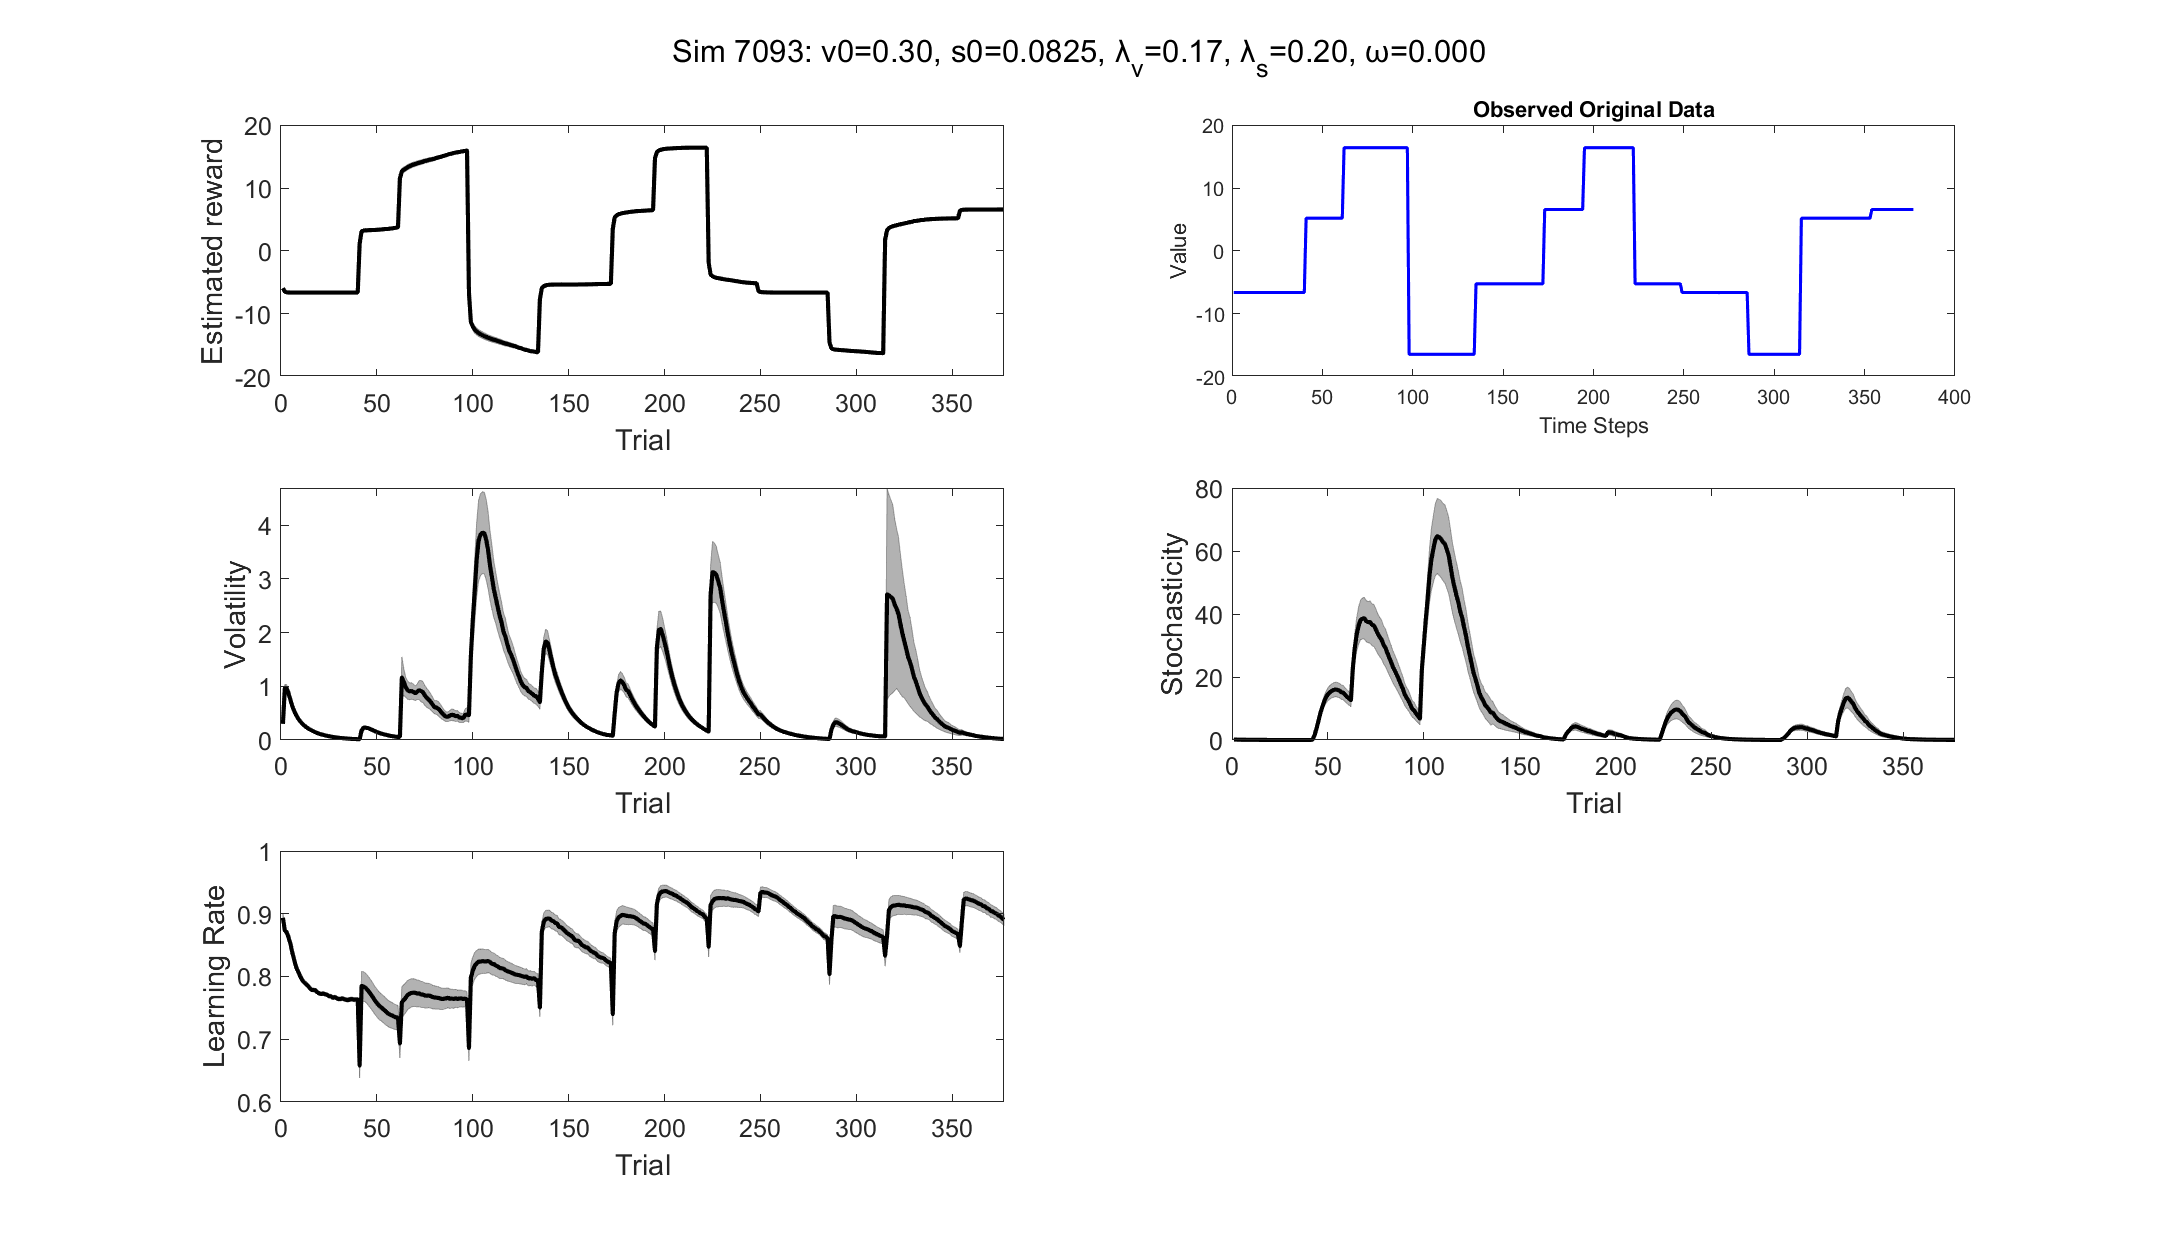 Sim 7093: v0=0.30, s0=0.0825, λv=0.17, λs=0.20, ω=0.000
Estimated reward
20
10
0
-10
-20
0 50 100 150 200 250 300 350
Trial
Observed Original Data
Value
20
10
0
-10
-20
0 50 100 150 200 250 300 350 400
Time Steps
Volatility
4
3
2
1
0
0 50 100 150 200 250 300 350
Trial
Stochasticity
80
60
40
20
0
0 50 100 150 200 250 300 350
Trial
Learning Rate
1
0.9
0.8
0.7
0.6
0 50 100 150 200 250 300 350
Trial